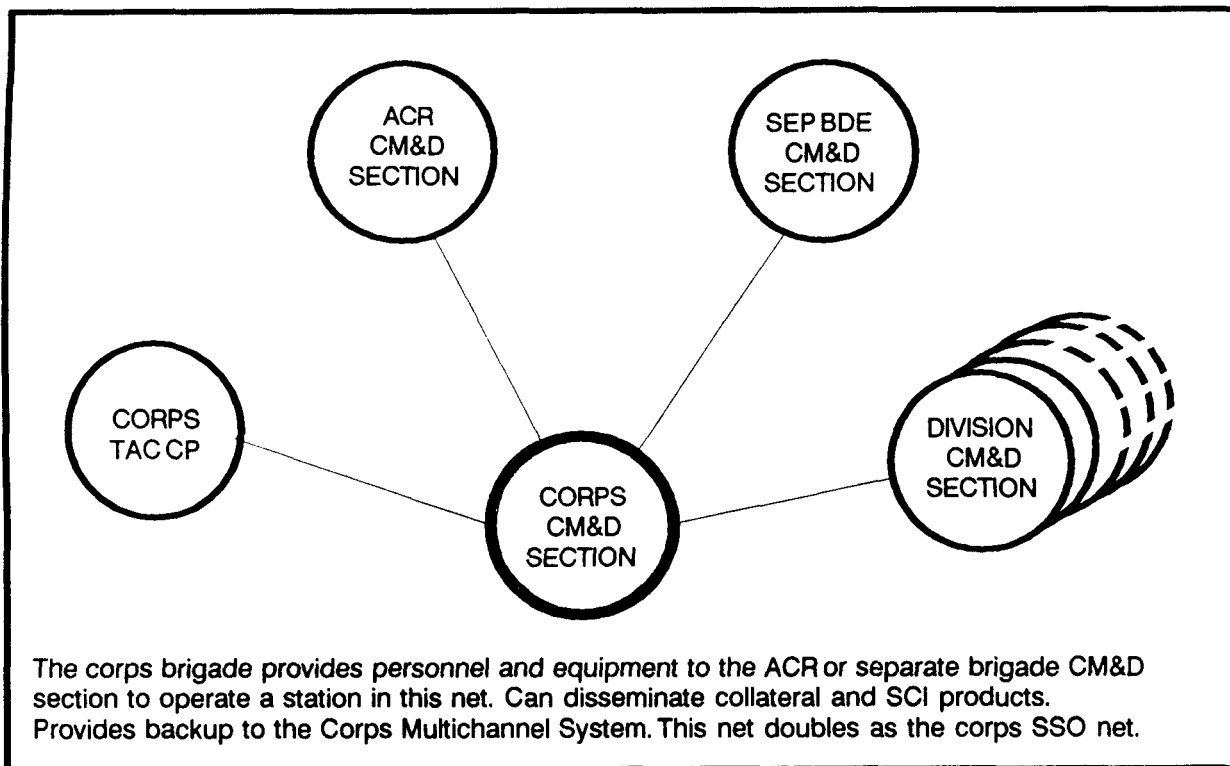 ACR
CM&D
SECTION
SEP BDE
CM&D
SECTION
CORPS
TAC CP
CORPS
CM&D
SECTION
DIVISION
CM&D
SECTION
The corps brigade provides personnel and equipment to the ACR or separate brigade CM&D
section to operate a station in this net. Can disseminate collateral and SCI products.
Provides backup to the Corps Multichannel System. This net doubles as the corps SSO net.